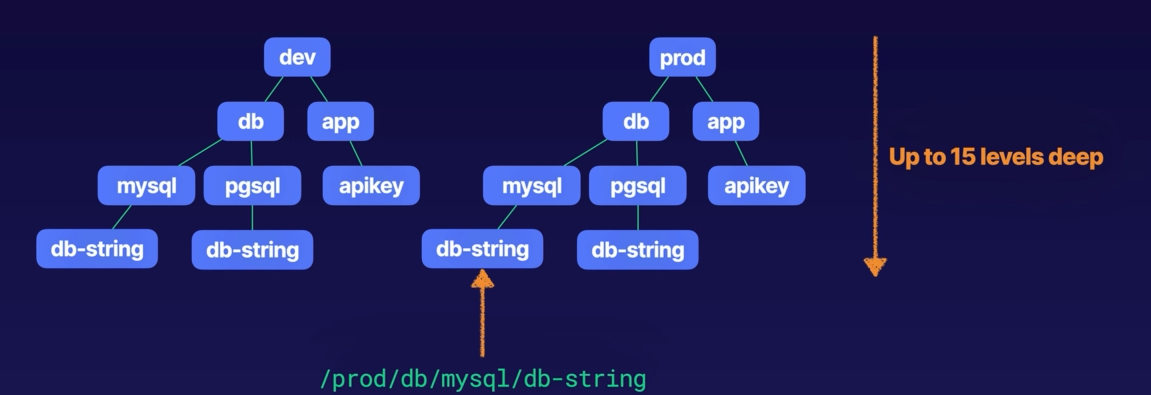 dev
prod
db
app
db
app
Up to 15 levels deep
mysql
pgsql
apikey
mysql
pgsql
apikey
db-string
db-string
db-string
db-string
/prod/db/mysql/db-string